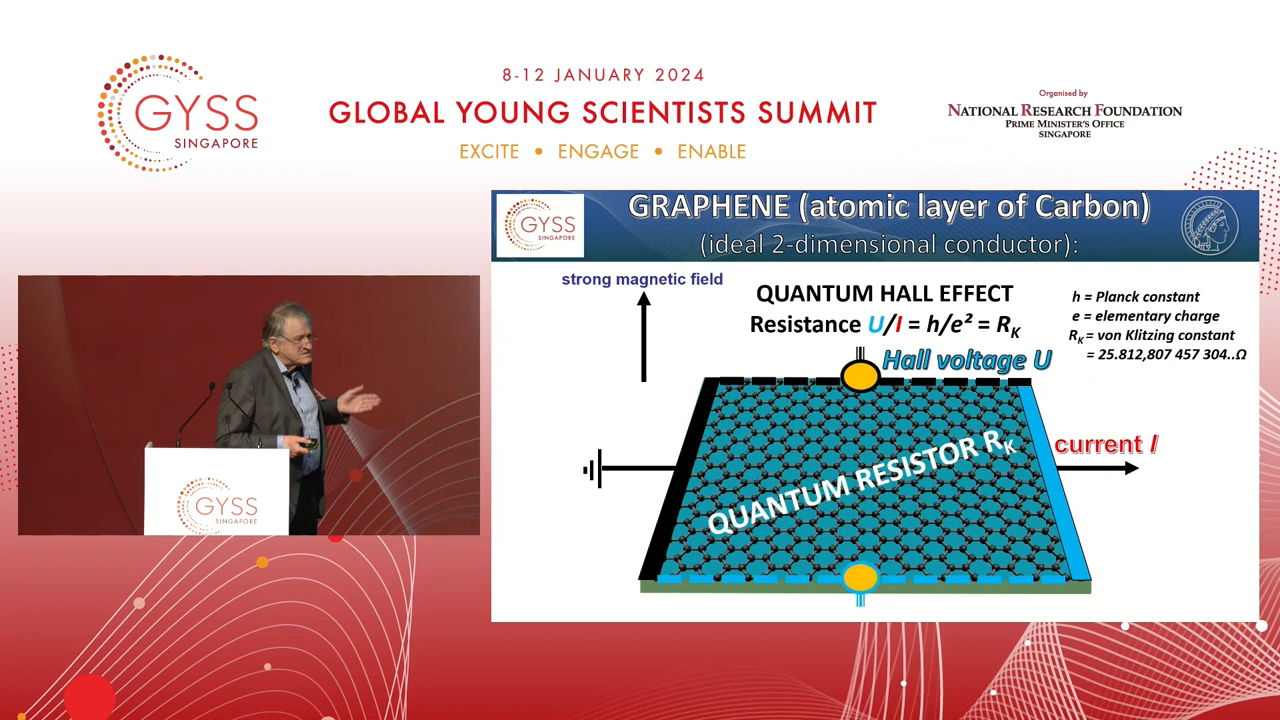 GYSS
SINGAPORE
8-12 JANUARY 2024
GLOBAL YOUNG SCIENTISTS SUMMIT
EXCITE • ENGAGE • ENABLE
Organised by
NATIONAL RESEARCH FOUNDATION
PRIME MINISTER'S OFFICE
SINGAPORE
GYSS
SINGAPORE
GRAPHENE (atomic layer of Carbon)
(ideal 2-dimensional conductor):
strong magnetic field
QUANTUM HALL EFFECT
Resistance U/I = h/e² = RK
h = Planck constant
e = elementary charge
RK = von Klitzing constant
= 25.812,807 457 304..Ω
Hall voltage U
current I
QUANTUM RESISTOR RK
GYSS
SINGAPORE